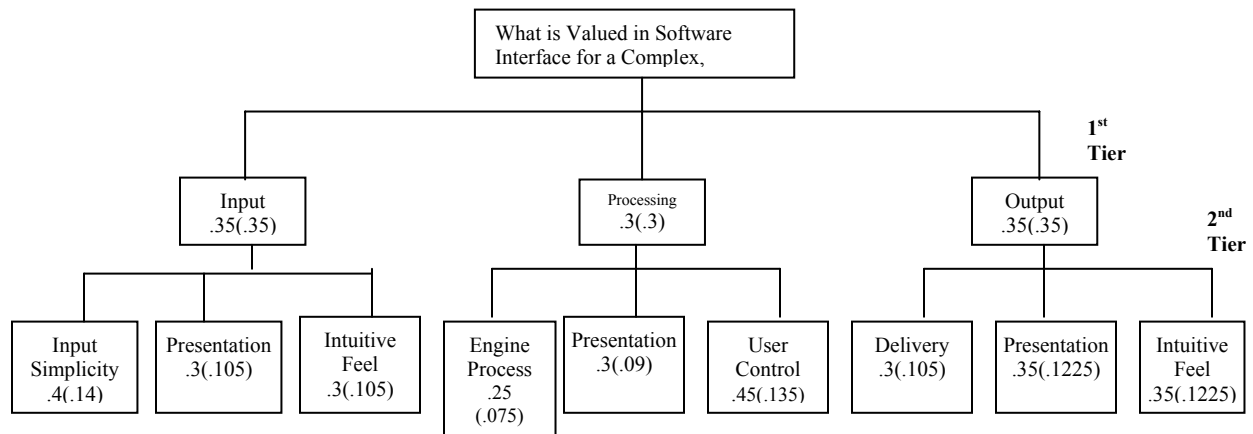 What is Valued in Software
Interface for a Complex,
1st
Tier
Input
.35(.35)
Processing
.3(.3)
Output
.35(.35)
2nd
Tier
Input
Simplicity
.4(.14)
Presentation
.3(.105)
Intuitive
Feel
.3(.105)
Engine
Process
.25
(.075)
Presentation
.3(.09)
User
Control
.45(.135)
Delivery
.3(.105)
Presentation
.35(.1225)
Intuitive
Feel
.35(.1225)